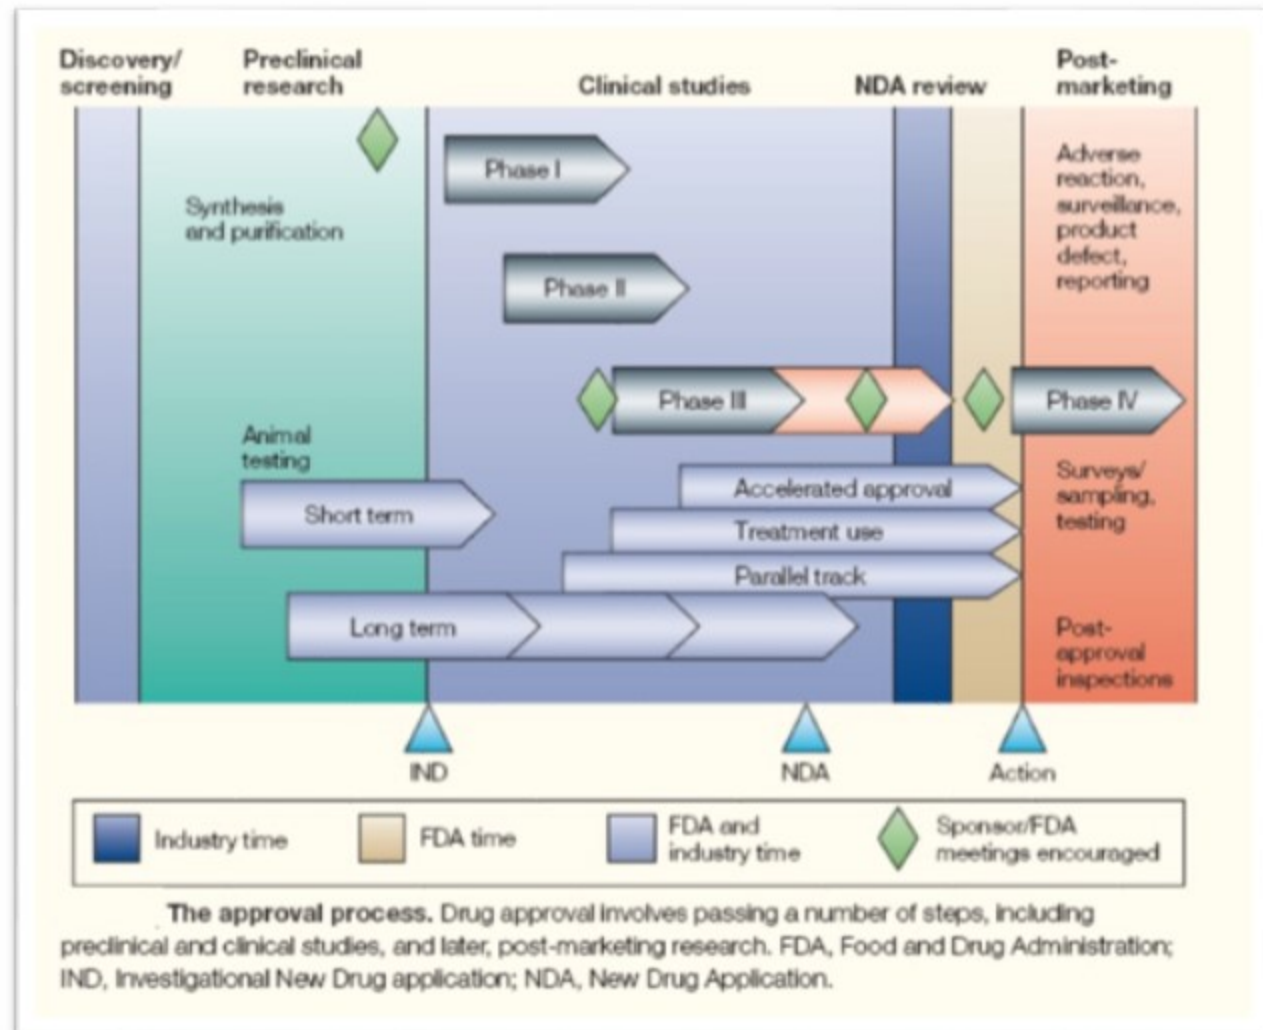 Discovery/
screening
Preclinical
research
Clinical studies
NDA review
Post-
marketing
Phase I
Adverse
reaction,
surveillance,
product
defect,
reporting
Synthesis
and purification
Phase II
Phase III
Phase IV
Animal
testing
Short term
Accelerated approval
Treatment use
Parallel track
Surveys/
sampling,
testing
Long term
Post-
approval
inspections
IND
NDA
Action
Industry time
FDA time
FDA and
industry time
Sponsor/FDA
meetings encouraged
The approval process. Drug approval involves passing a number of steps, including
preclinical and clinical studies, and later, post-marketing research. FDA, Food and Drug Administration;
IND, Investigational New Drug application; NDA, New Drug Application.